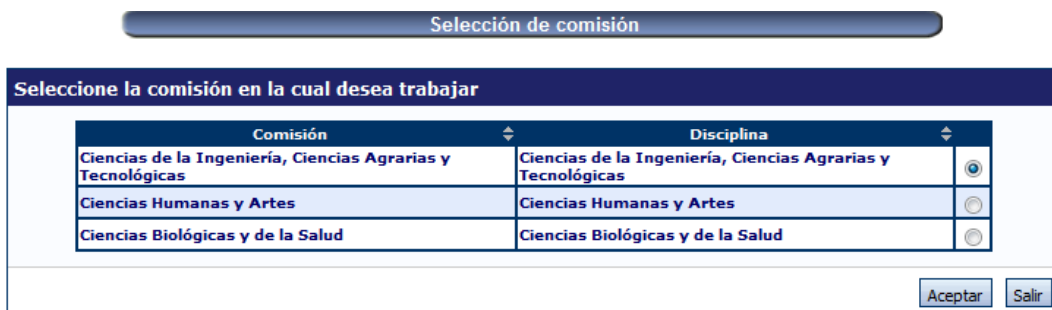 Selección de comisión
Seleccione la comisión en la cual desea trabajar
Comisión Disciplina
Ciencias de la Ingeniería, Ciencias Agrarias y Ciencias de la Ingeniería, Ciencias Agrarias y
Tecnológicas Tecnológicas
Ciencias Humanas y Artes Ciencias Humanas y Artes
Ciencias Biológicas y de la Salud Ciencias Biológicas y de la Salud
Aceptar Salir